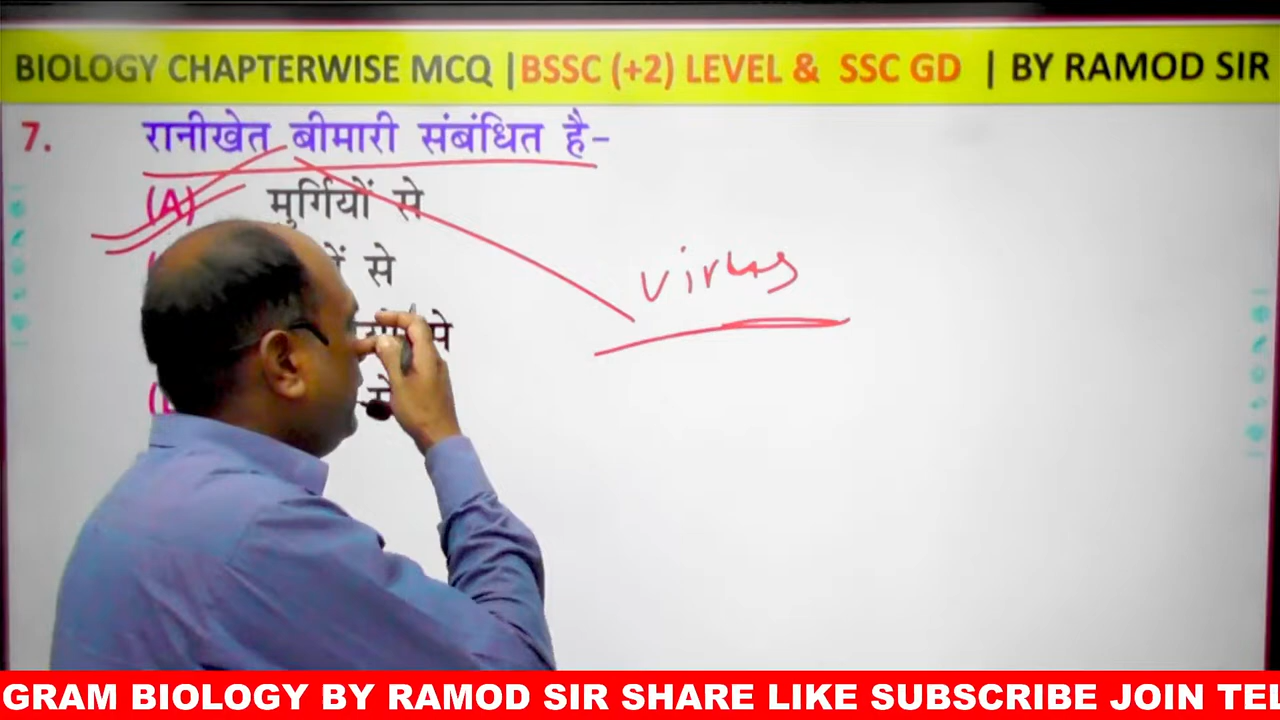 BIOLOGY CHAPTERWISE MCQ | BSSC (+2) LEVEL & SSC GD | BY RAMOD SIR
7. रानीखेत बीमारी संबंधित है-
(A) मुर्गियों से
से
virus
से
से
GRAM BIOLOGY BY RAMOD SIR SHARE LIKE SUBSCRIBE JOIN TEL